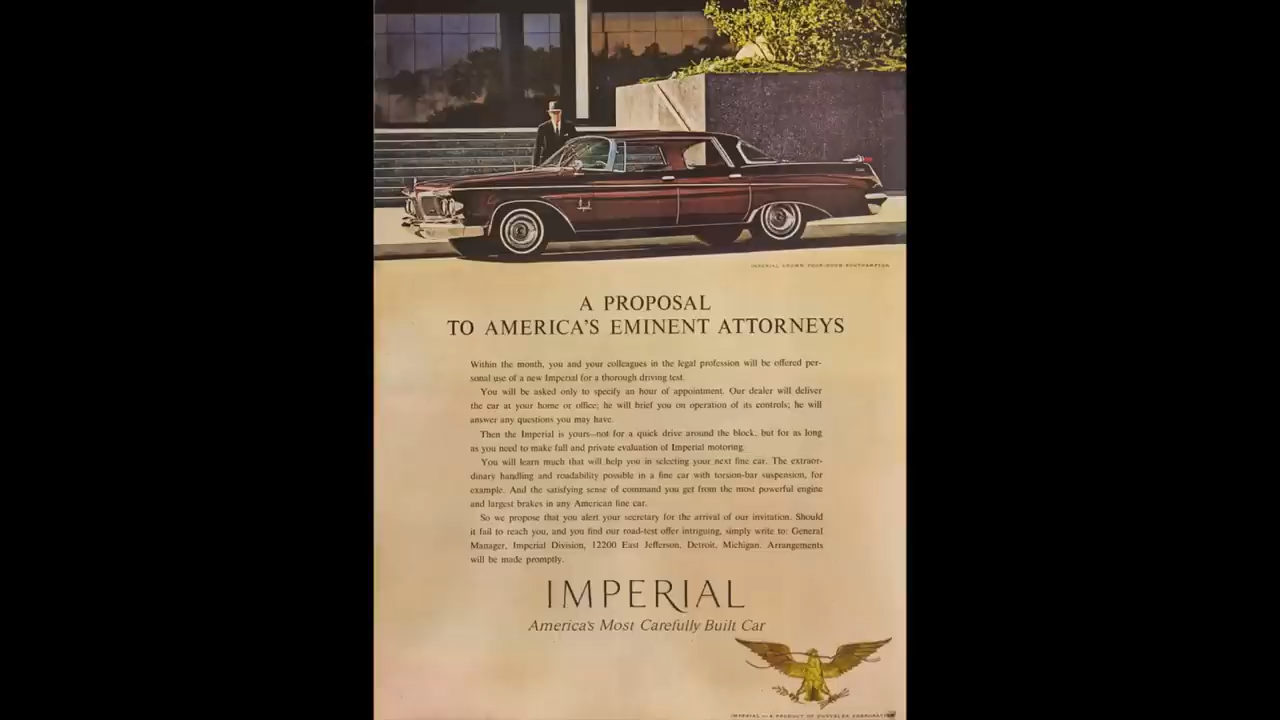 IMPERIAL CROWN FOUR-DOOR SOUTHAMPTON
A PROPOSAL
TO AMERICA'S EMINENT ATTORNEYS
Within the month, you and your colleagues in the legal profession will be offered per-
sonal use of a new Imperial for a thorough driving test.
You will be asked only to specify an hour of appointment. Our dealer will deliver
the car at your home or office; he will brief you on operation of its controls; he will
answer any questions you may have.
Then the Imperial is yours—not for a quick drive around the block, but for as long
as you need to make full and private evaluation of Imperial motoring.
You will learn much that will help you in selecting your next fine car. The extraor-
dinary handling and roadability possible in a fine car with torsion-bar suspension, for
example. And the satisfying sense of command you get from the most powerful engine
and largest brakes in any American fine car.
So we propose that you alert your secretary for the arrival of our invitation. Should
it fail to reach you, and you find our road-test offer intriguing, simply write to: General
Manager, Imperial Division, 12200 East Jefferson, Detroit, Michigan. Arrangements
will be made promptly.
IMPERIAL
America's Most Carefully Built Car
IMPERIAL—A PRODUCT OF CHRYSLER CORPORATION